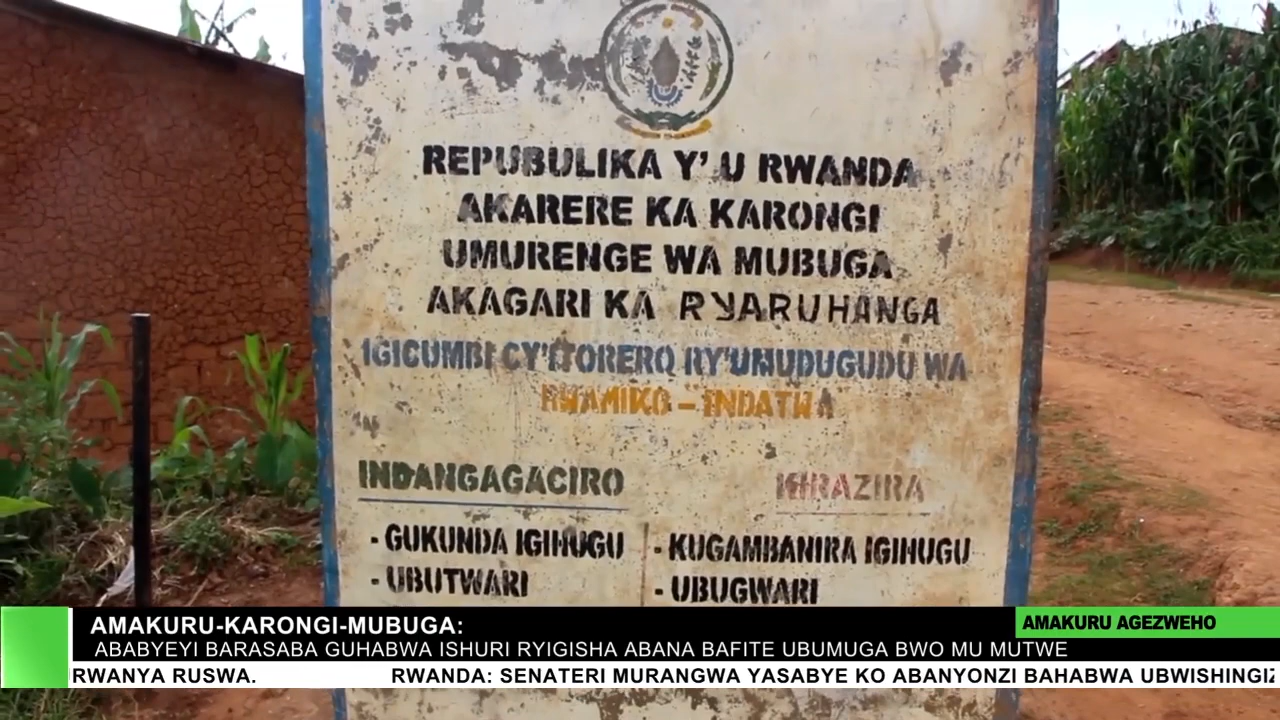 REPUBULIKA Y'U RWANDA
AKARERE KA KARONGI
UMURENGE WA MUBUGA
AKAGARI KA RYARUHANGA
IGICUMBI CY'ITORERO RY'UMUDUGUDU WA
RWAMIKO - INDATWA
INDANGAGACIRO
KIRAZIRA
- GUKUNDA IGIHUGU
- KUGAMBANIRA IGIHUGU
- UBUTWARI
- UBUGWARI
AMAKURU-KARONGI-MUBUGA:
AMAKURU AGEZWEHO
ABABYEYI BARASABA GUHABWA ISHURI RYIGISHA ABANA BAFITE UBUMUGA BWO MU MUTWE
RWANYA RUSWA. RWANDA: SENATERI MURANGWA YASABYE KO ABANYONZI BAHABWA UBWISHINGIZ